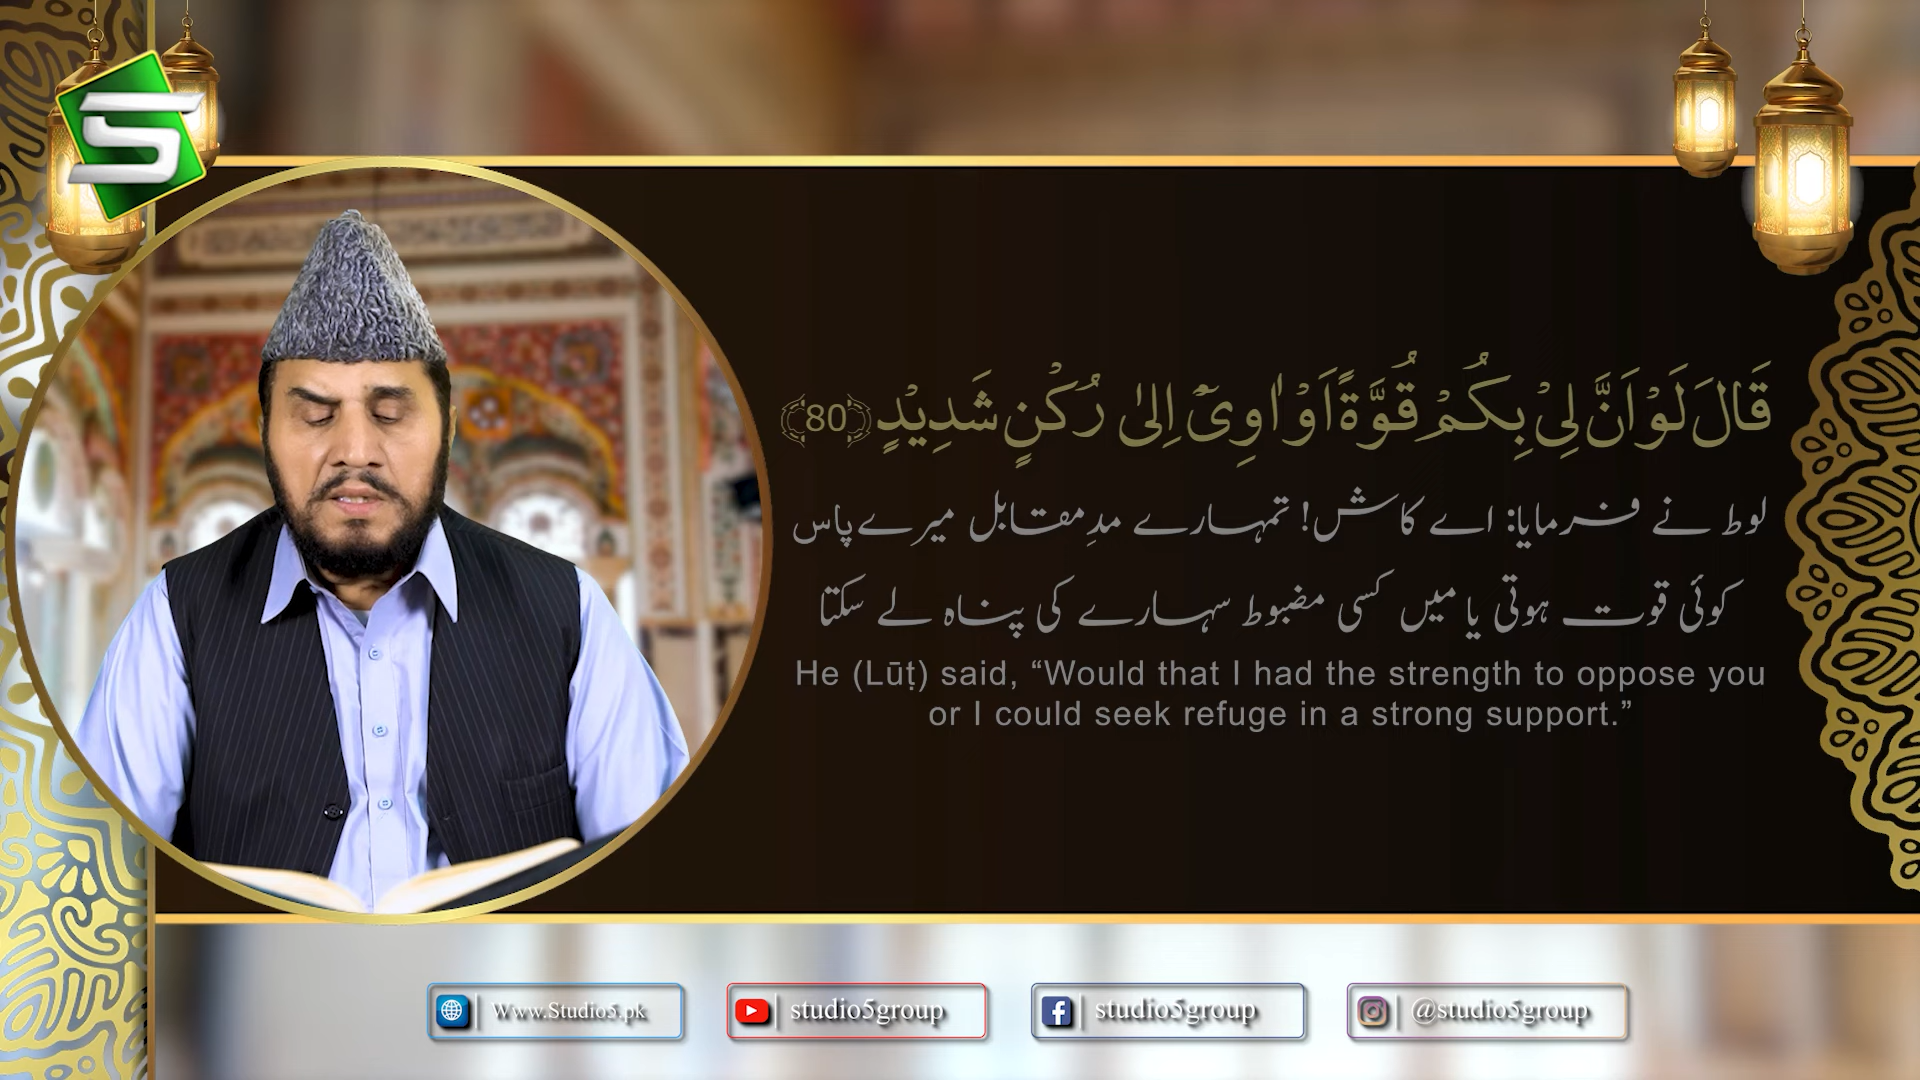 قَالَ لَوْ اَنَّ لِیْ بِكُمْ قُوَّةً اَوْ اٰوِیْۤ اِلٰى رُكْنٍ شَدِیْدٍ ﴿80﴾
لوط نے فرمایا: اے کاش! تمہارے مدِمقابل میرے پاس
کوئی قوت ہوتی یا میں کسی مضبوط سہارے کی پناہ لے سکتا
He (Lūṭ) said, “Would that I had the strength to oppose you
or I could seek refuge in a strong support.”
Www.Studio5.pk
studio5group
studio5group
@studio5group